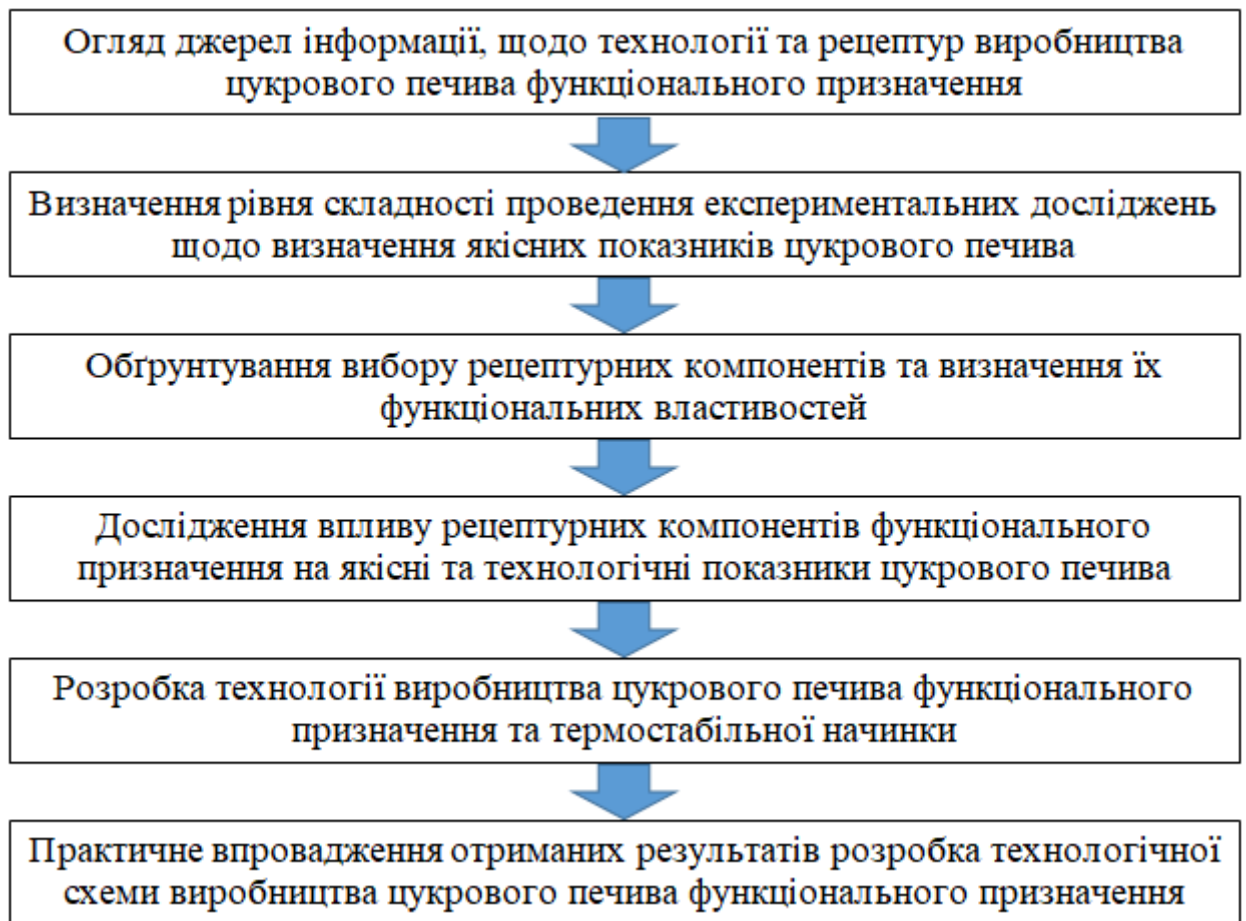 Огляд джерел інформації, щодо технології та рецептур виробництва
цукрового печива функціонального призначення
Визначення рівня складності проведення експериментальних досліджень
щодо визначення якісних показників цукрового печива
Обґрунтування вибору рецептурних компонентів та визначення їх
функціональних властивостей
Дослідження впливу рецептурних компонентів функціонального
призначення на якісні та технологічні показники цукрового печива
Розробка технології виробництва цукрового печива функціонального
призначення та термостабільної начинки
Практичне впровадження отриманих результатів розробка технологічної
схеми виробництва цукрового печива функціонального призначення